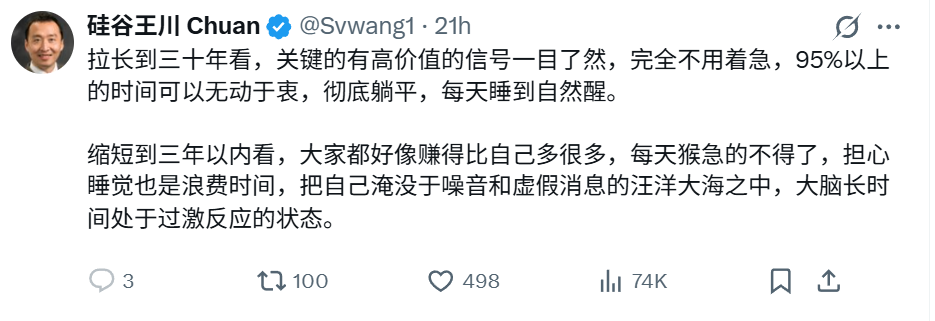 硅谷王川 Chuan @Svwang1 · 21h
拉长到三十年看，关键的有高价值的信号一目了然，完全不用着急，95%以上
的时间可以无动于衷，彻底躺平，每天睡到自然醒。
缩短到三年以内看，大家都好像赚得比自己多很多，每天猴急的不得了，担心
睡觉也是浪费时间，把自己淹没于噪音和虚假消息的汪洋大海之中，大脑长时
间处于过激反应的状态。
3 100 498 74K